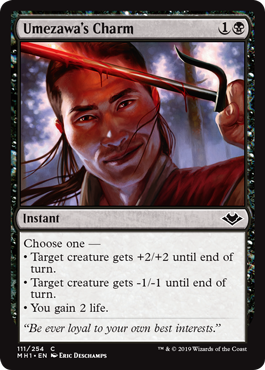 Umezawa's Charm 1
Instant
Choose one —
• Target creature gets +2/+2 until end of
turn.
• Target creature gets -1/-1 until end of
turn.
• You gain 2 life.
"Be ever loyal to your own best interests."
111/254 C
MH1 • EN Eric Deschamps
™ & © 2019 Wizards of the Coast